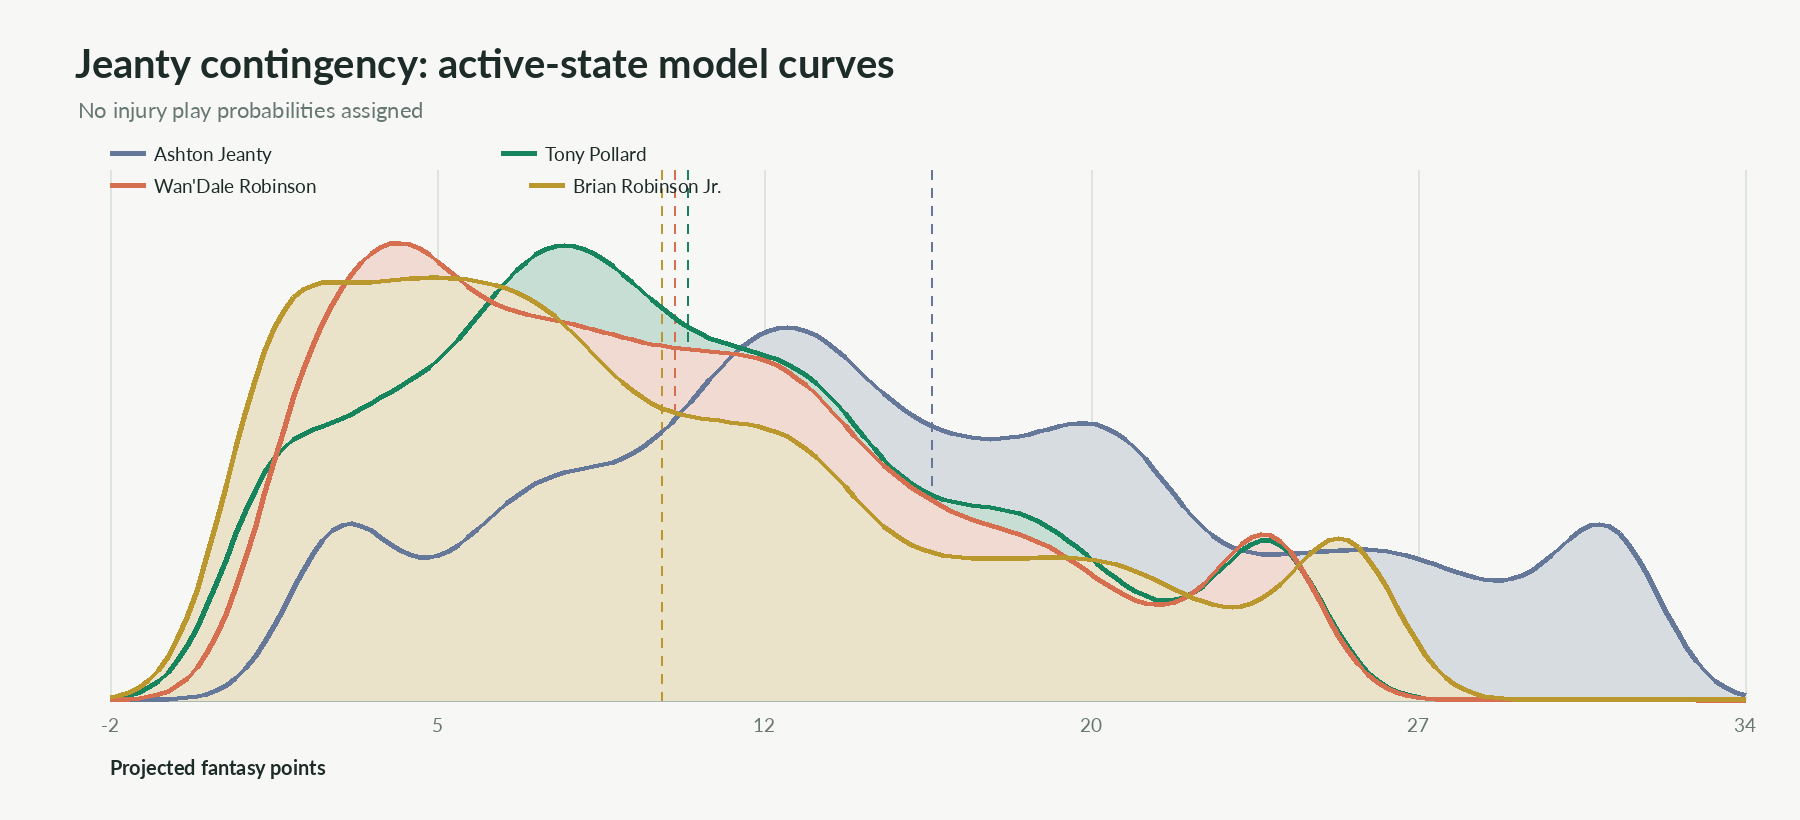 Jeanty contingency: active-state model curves
No injury play probabilities assigned
Ashton Jeanty
Tony Pollard
Wan'Dale Robinson
Brian Robinson Jr.
-2
5
12
20
27
34
Projected fantasy points